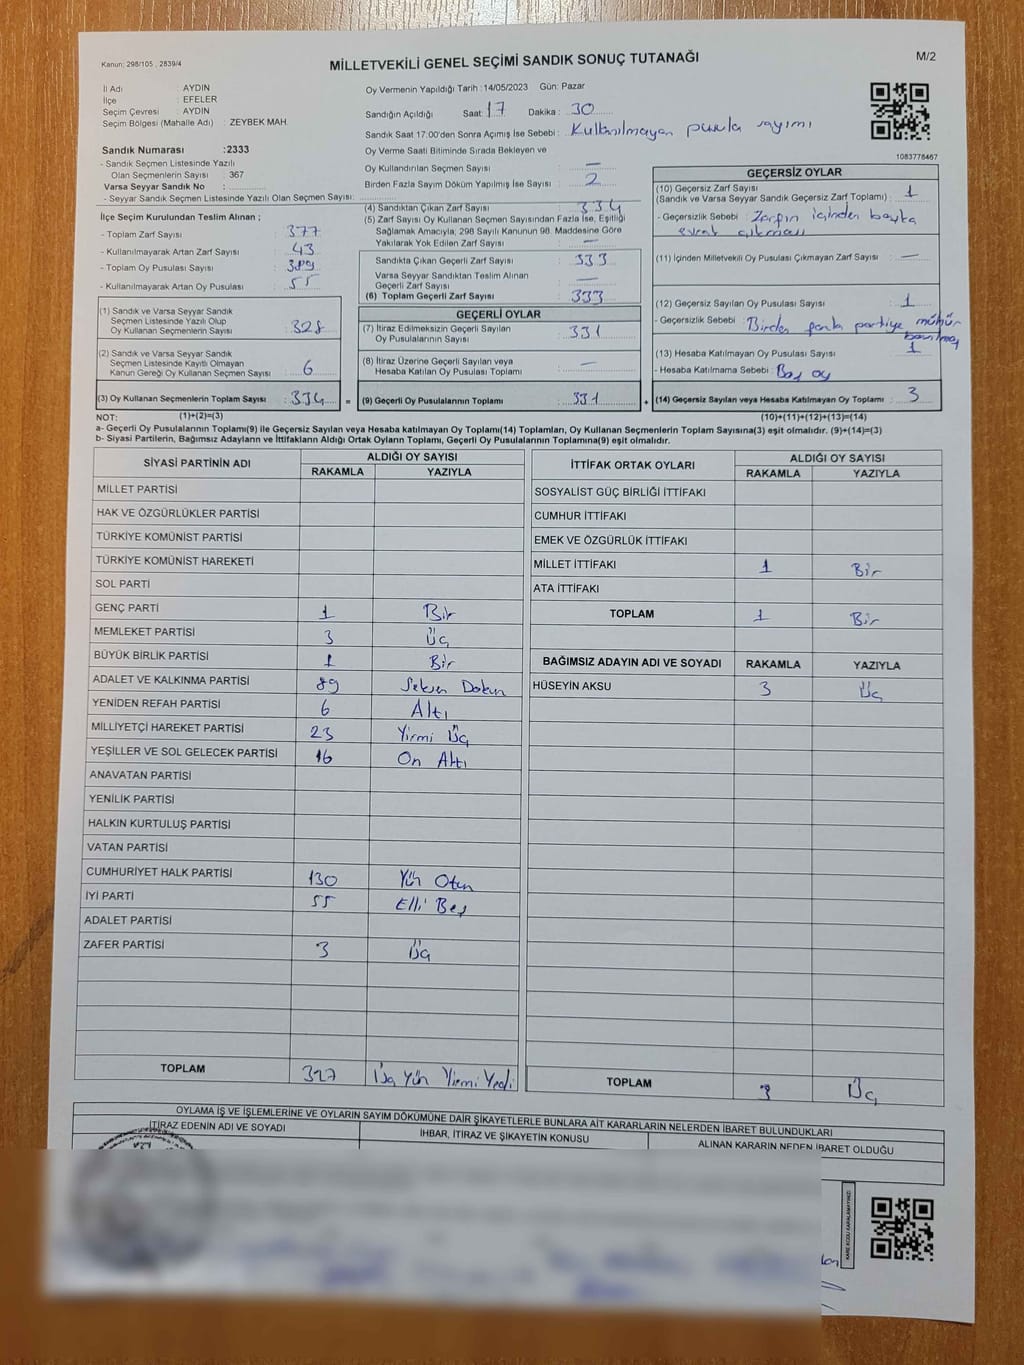 Kanun: 298/105 , 2839/4
MİLLETVEKİLİ GENEL SEÇİMİ SANDIK SONUÇ TUTANAĞI
M/2
İl Adı : AYDIN
İlçe : EFELER
Seçim Çevresi : AYDIN
Seçim Bölgesi (Mahalle Adı) : ZEYBEK MAH.
Sandık Numarası :2333
- Sandık Seçmen Listesinde Yazılı
Olan Seçmenlerin Sayısı : 367
Varsa Seyyar Sandık No :
- Seyyar Sandık Seçmen Listesinde Yazılı Olan Seçmen Sayısı:
Oy Vermenin Yapıldığı Tarih :14/05/2023 Gün: Pazar
Sandığın Açıldığı Saat : 17 Dakika : 30
Sandık Saat 17:00'den Sonra Açımış İse Sebebi : Kullanılmayan pusula sayımı
Oy Verme Saati Bitiminde Sırada Bekleyen ve
Oy Kullandırılan Seçmen Sayısı : —
Birden Fazla Sayım Döküm Yapılmış İse Sayısı : 2
1083778467
İlçe Seçim Kurulundan Teslim Alınan ;
- Toplam Zarf Sayısı : 377
- Kullanılmayarak Artan Zarf Sayısı : 43
- Toplam Oy Pusulası Sayısı : 389
- Kullanılmayarak Artan Oy Pusulası : 55
(1) Sandık ve Varsa Seyyar Sandık
Seçmen Listesinde Yazılı Olup
Oy Kullanan Seçmenlerin Sayısı : 328
(2) Sandık ve Varsa Seyyar Sandık
Seçmen Listesinde Kayıtlı Olmayan
Kanun Gereği Oy Kullanan Seçmen Sayısı : 6
(3) Oy Kullanan Seçmenlerin Toplam Sayısı : 334 =
(4) Sandıktan Çıkan Zarf Sayısı : 334
(5) Zarf Sayısı Oy Kullanan Seçmen Sayısından Fazla İse, Eşitliği
Sağlamak Amacıyla, 298 Sayılı Kanunun 98. Maddesine Göre
Yakılarak Yok Edilen Zarf Sayısı : —
Sandıkta Çıkan Geçerli Zarf Sayısı : 333
Varsa Seyyar Sandıktan Teslim Alınan
Geçerli Zarf Sayısı : —
(6) Toplam Geçerli Zarf Sayısı : 333
GEÇERLİ OYLAR
(7) İtiraz Edilmeksizin Geçerli Sayılan
Oy Pusulalarının Sayısı : 331
(8) İtiraz Üzerine Geçerli Sayılan veya
Hesaba Katılan Oy Pusulası Toplamı : —
(9) Geçerli Oy Pusulalarının Toplamı : 331 +
GEÇERSİZ OYLAR
(10) Geçersiz Zarf Sayısı
(Sandık ve Varsa Seyyar Sandık Geçersiz Zarf Toplamı) : 1
- Geçersizlik Sebebi : Zarfın içinden başka
evrak çıkması
(11) İçinden Milletvekili Oy Pusulası Çıkmayan Zarf Sayısı : —
(12) Geçersiz Sayılan Oy Pusulası Sayısı : 1
- Geçersizlik Sebebi : Birden fazla partiye mühür
basılmış
(13) Hesaba Katılmayan Oy Pusulası Sayısı : 1
- Hesaba Katılmama Sebebi : Boş oy
(14) Geçersiz Sayılan veya Hesaba Katılmayan Oy Toplamı : 3
NOT: (1)+(2)=(3) (10)+(11)+(12)+(13)=(14)
a- Geçerli Oy Pusulalarının Toplamı(9) ile Geçersiz Sayılan veya Hesaba Katılmayan Oy Toplamı(14) Toplamları, Oy Kullanan Seçmenlerin Toplam Sayısına(3) eşit olmalıdır. (9)+(14)=(3)
b- Siyasi Partilerin, Bağımsız Adayların ve İttifakların Aldığı Ortak Oyların Toplamı, Geçerli Oy Pusulalarının Toplamına(9) eşit olmalıdır.
SİYASİ PARTİNİN ADI ALDIĞI OY SAYISI
RAKAMLA YAZIYLA
MİLLET PARTİSİ
HAK VE ÖZGÜRLÜKLER PARTİSİ
TÜRKİYE KOMÜNİST PARTİSİ
TÜRKİYE KOMÜNİST HAREKETİ
SOL PARTİ
GENÇ PARTİ 1 Bir
MEMLEKET PARTİSİ 3 Üç
BÜYÜK BİRLİK PARTİSİ 1 Bir
ADALET VE KALKINMA PARTİSİ 89 Seksen Dokuz
YENİDEN REFAH PARTİSİ 6 Altı
MİLLİYETÇİ HAREKET PARTİSİ 23 Yirmi Üç
YEŞİLLER VE SOL GELECEK PARTİSİ 16 On Altı
ANAVATAN PARTİSİ
YENİLİK PARTİSİ
HALKIN KURTULUŞ PARTİSİ
VATAN PARTİSİ
CUMHURİYET HALK PARTİSİ 130 Yüz Otuz
İYİ PARTİ 55 Elli Beş
ADALET PARTİSİ
ZAFER PARTİSİ 3 Üç
TOPLAM 327 Üç Yüz Yirmi Yedi
İTTİFAK ORTAK OYLARI ALDIĞI OY SAYISI
RAKAMLA YAZIYLA
SOSYALİST GÜÇ BİRLİĞİ İTTİFAKI
CUMHUR İTTİFAKI
EMEK VE ÖZGÜRLÜK İTTİFAKI
MİLLET İTTİFAKI 1 Bir
ATA İTTİFAKI
TOPLAM 1 Bir
BAĞIMSIZ ADAYIN ADI VE SOYADI RAKAMLA YAZIYLA
HÜSEYİN AKSU 3 Üç
TOPLAM 3 Üç
OYLAMA İŞ VE İŞLEMLERİNE VE OYLARIN SAYIM DÖKÜMÜNE DAİR ŞİKAYETLERLE BUNLARA AİT KARARLARIN NELERDEN İBARET BULUNDUKLARI
İTİRAZ EDENİN ADI VE SOYADI İHBAR, İTİRAZ VE ŞİKAYETİN KONUSU ALINAN KARARIN NEDEN İBARET OLDUĞU
KARE KODU KARALAMAYINIZ!